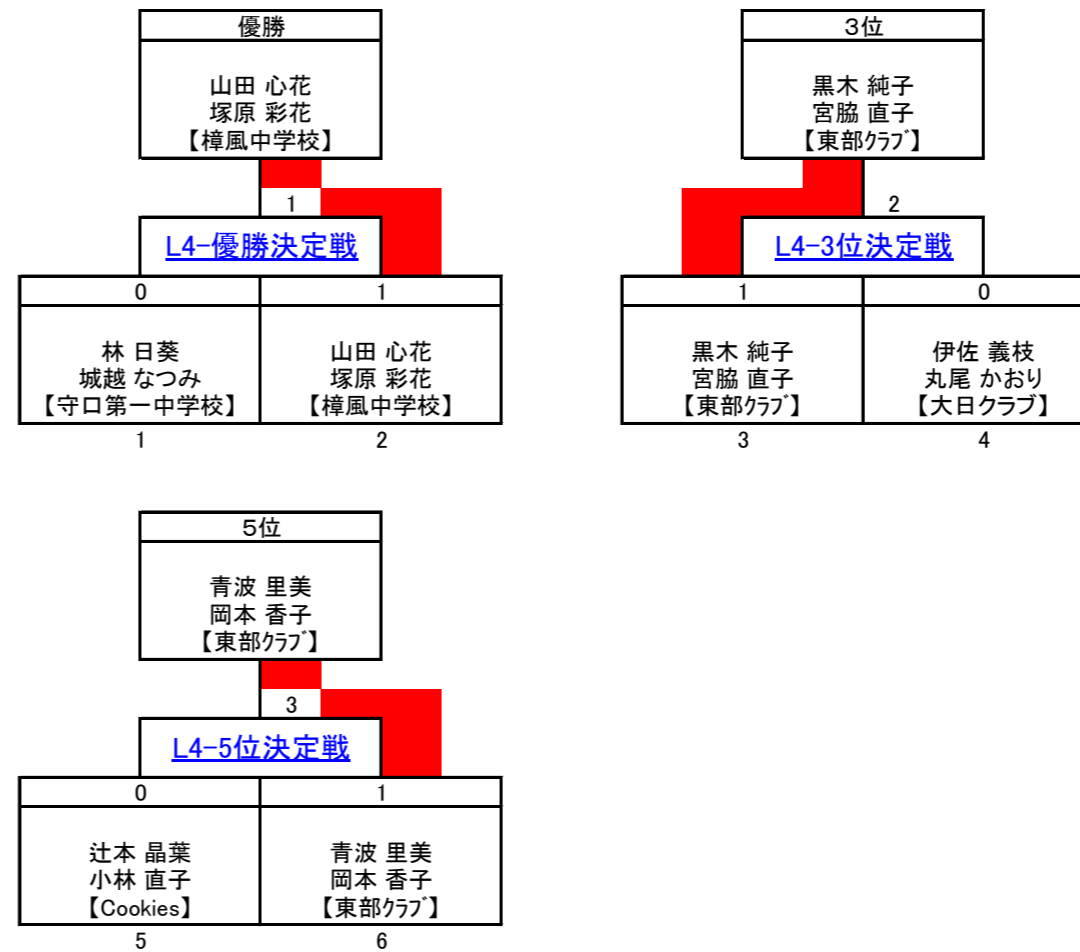 優勝
山田 心花
塚原 彩花
【樟風中学校】
1
L4-優勝決定戦
0 1
林 日葵
城越 なつみ
【守口第一中学校】
山田 心花
塚原 彩花
【樟風中学校】
1 2
3位
黒木 純子
宮脇 直子
【東部ｸﾗﾌﾞ】
2
L4-3位決定戦
1 0
黒木 純子
宮脇 直子
【東部ｸﾗﾌﾞ】
伊佐 義枝
丸尾 かおり
【大日クラブ】
3 4
5位
青波 里美
岡本 香子
【東部ｸﾗﾌﾞ】
3
L4-5位決定戦
0 1
辻本 晶葉
小林 直子
【Cookies】
青波 里美
岡本 香子
【東部ｸﾗﾌﾞ】
5 6